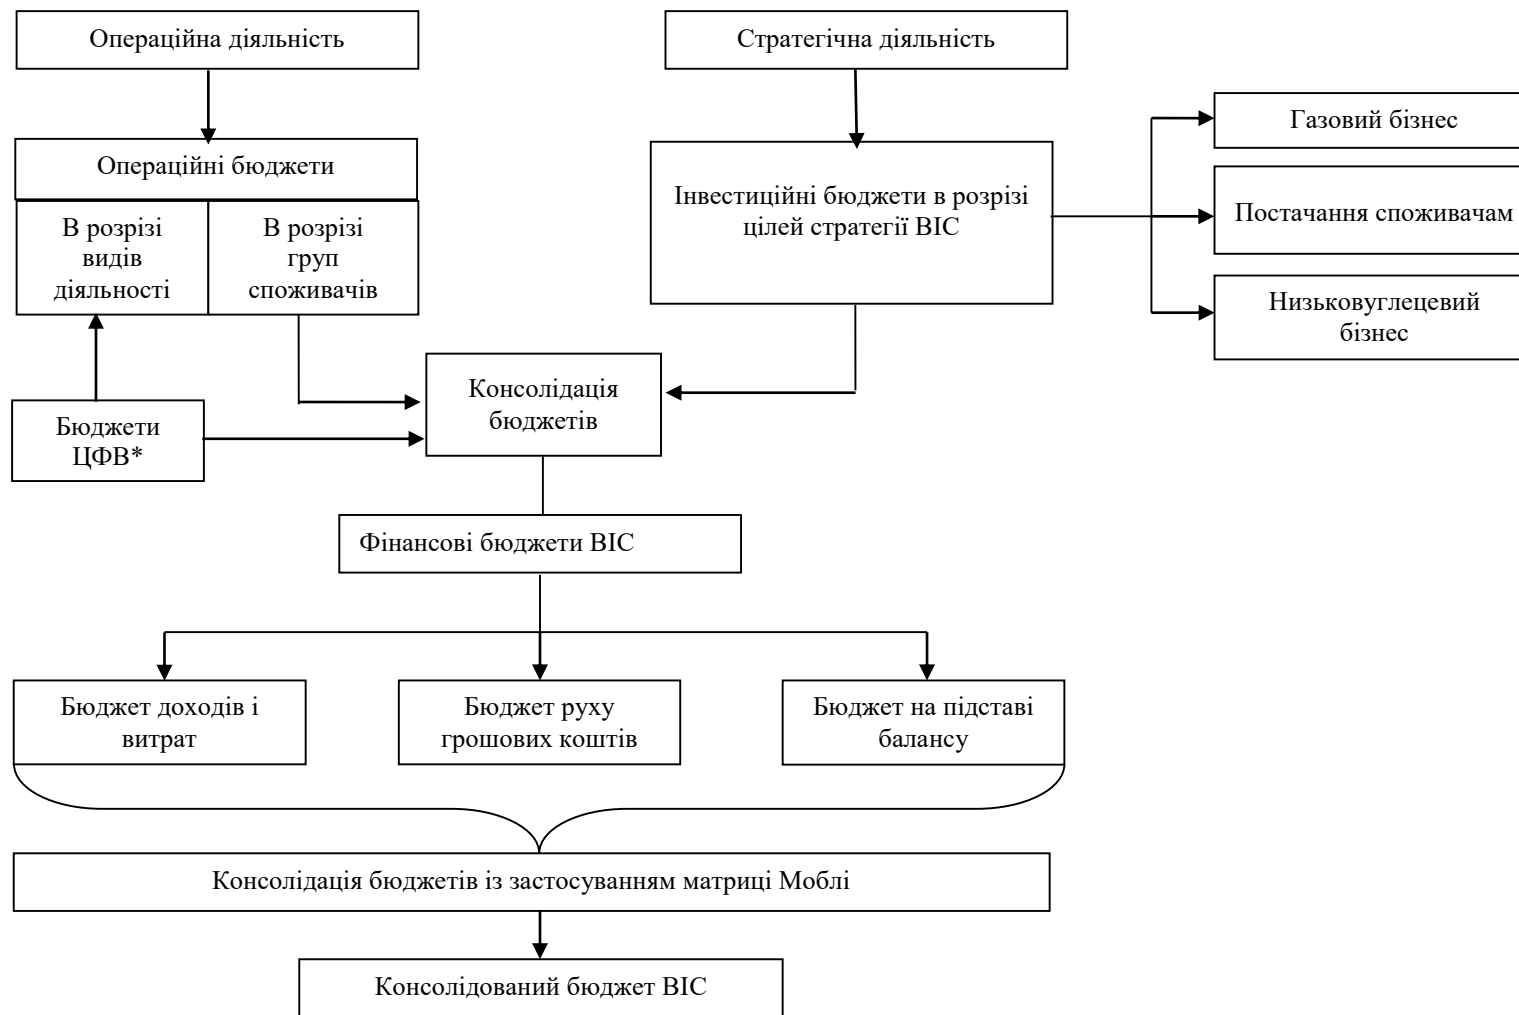 Операційна діяльність
Стратегічна діяльність
Газовий бізнес
Операційні бюджети
Інвестиційні бюджети в розрізі
цілей стратегії ВІС
Постачання споживачам
В розрізі
видів
діяльності
В розрізі
груп
споживачів
Низьковуглецевий
бізнес
Консолідація
бюджетів
Бюджети
ЦФВ*
Фінансові бюджети ВІС
Бюджет доходів і
витрат
Бюджет руху
грошових коштів
Бюджет на підставі
балансу
Консолідація бюджетів із застосуванням матриці Моблі
Консолідований бюджет ВІС